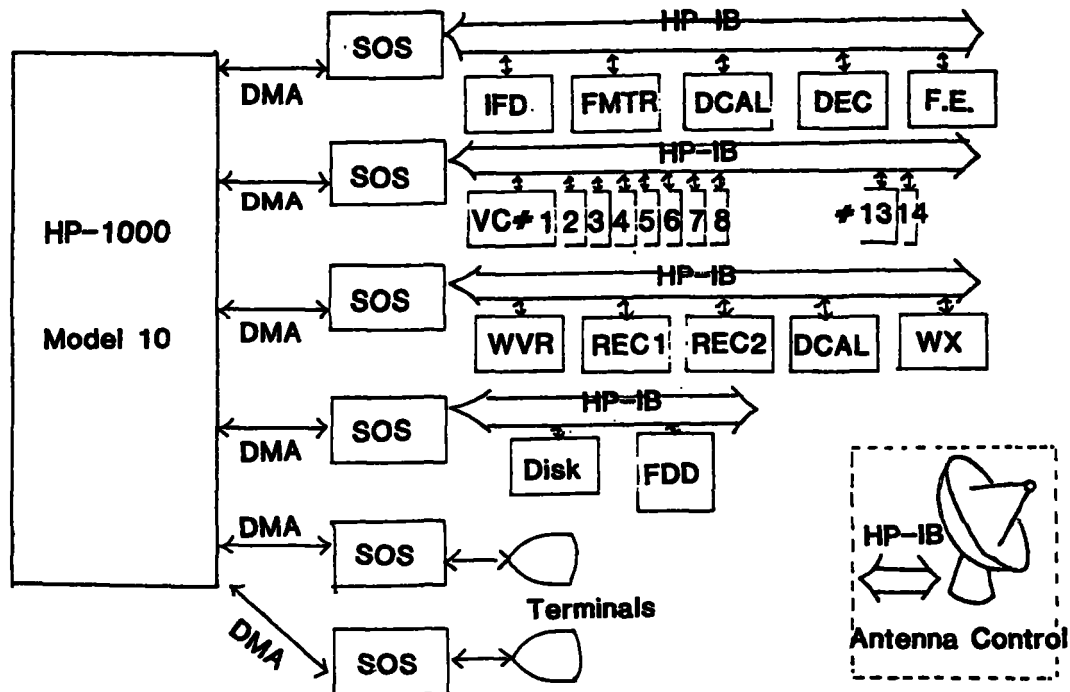 SOS
HP-IB
DMA
IFD
FMTR
DCAL
DEC
F.E.
SOS
HP-IB
DMA
VC# 1 2 3 4 5 6 7 8 # 13 14
HP-1000
Model 10
SOS
HP-IB
DMA
WVR
REC1
REC2
DCAL
WX
SOS
HP-IB
DMA
Disk
FDD
DMA
SOS
Terminals
DMA
SOS
HP-IB
Antenna Control